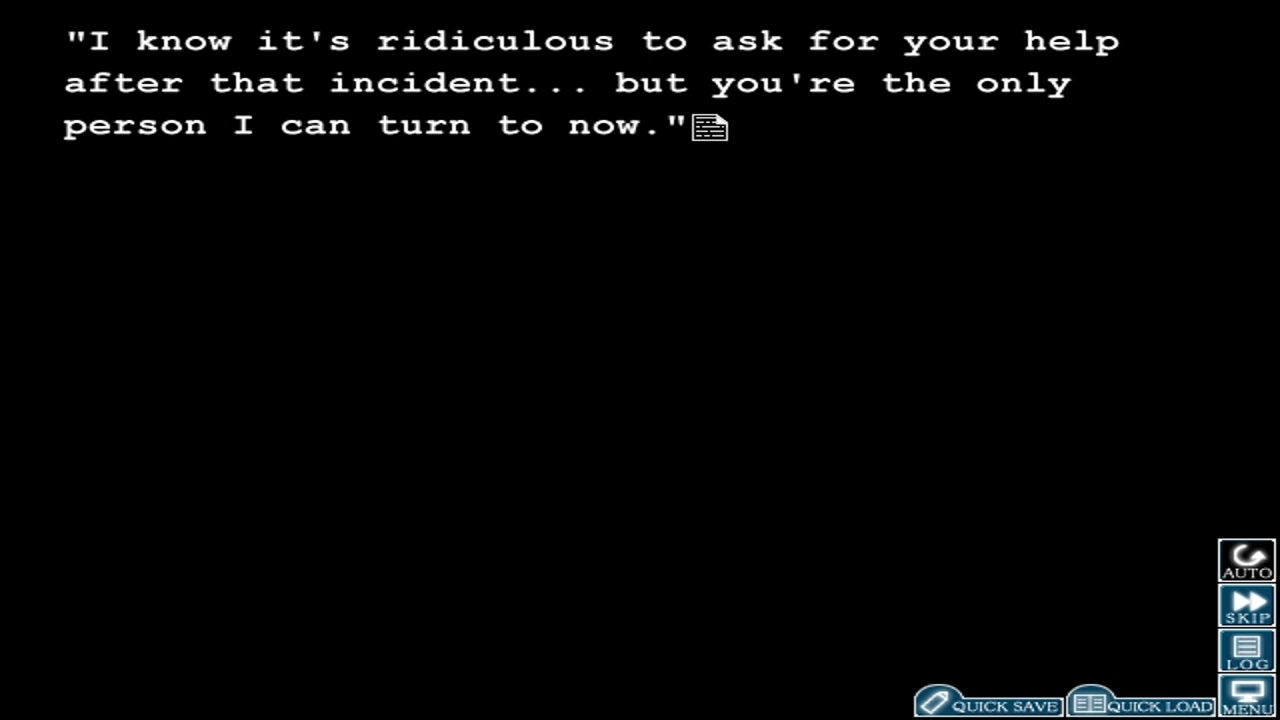 "I know it's ridiculous to ask for your help
after that incident... but you're the only
person I can turn to now."
AUTO
SKIP
LOG
QUICK SAVE
QUICK LOAD
MENU